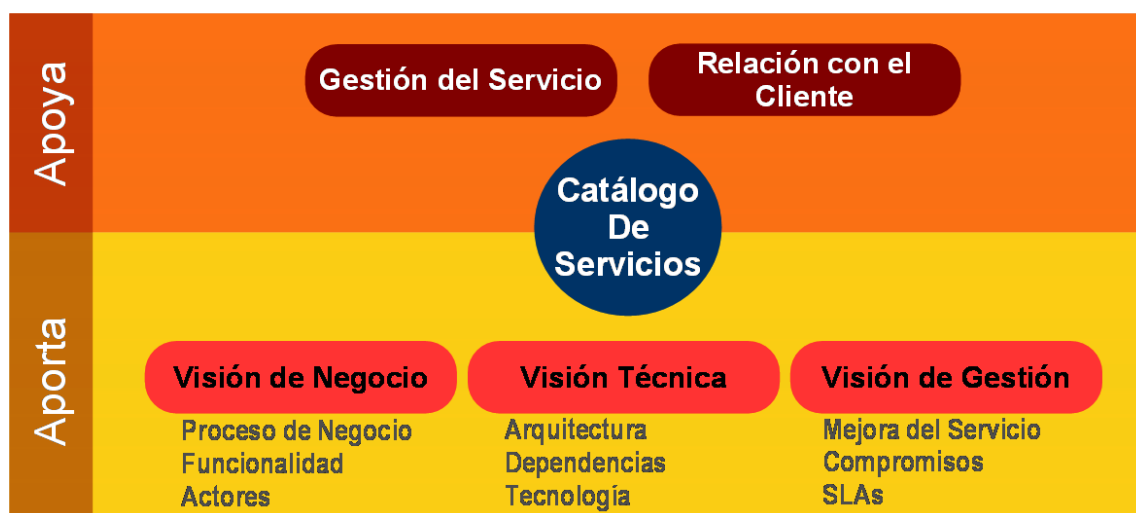 Apoya
Gestión del Servicio
Relación con el
Cliente
Catálogo
De
Servicios
Aporta
Visión de Negocio
Proceso de Negocio
Funcionalidad
Actores
Visión Técnica
Arquitectura
Dependencias
Tecnología
Visión de Gestión
Mejora del Servicio
Compromisos
SLAs